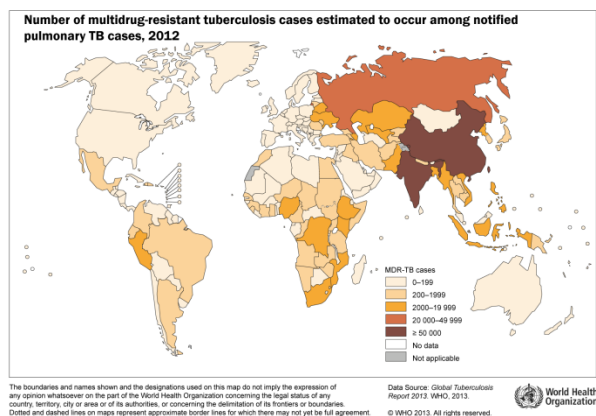 Number of multidrug-resistant tuberculosis cases estimated to occur among notified
pulmonary TB cases, 2012
MDR-TB cases
0–199
200–1999
2000–19 999
20 000–49 999
≥ 50 000
No data
Not applicable
The boundaries and names shown and the designations used on this map do not imply the expression of
any opinion whatsoever on the part of the World Health Organization concerning the legal status of any
country, territory, city or area or of its authorities, or concerning the delimitation of its frontiers or boundaries.
Dotted and dashed lines on maps represent approximate border lines for which there may not yet be full agreement.
Data Source: Global Tuberculosis
Report 2013. WHO, 2013.
© WHO 2013. All rights reserved.
World Health
Organization